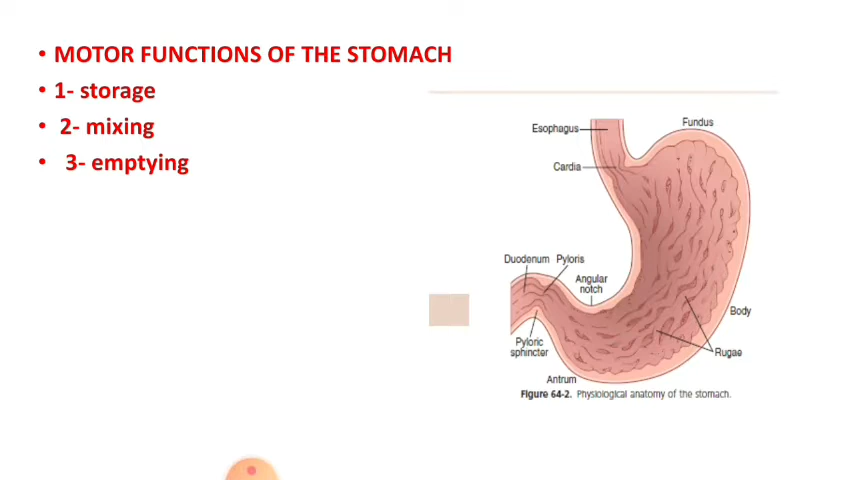 • MOTOR FUNCTIONS OF THE STOMACH
• 1- storage
• 2- mixing
• 3- emptying
Fundus
Esophagus
Cardia
Duodenum
Pyloris
Angular
notch
Body
Pyloric
sphincter
Rugae
Antrum
Figure 64-2. Physiological anatomy of the stomach.